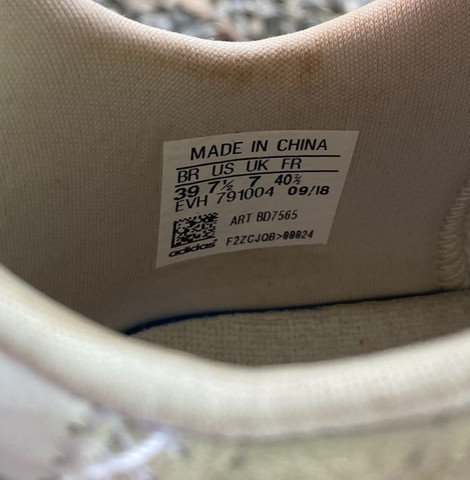 MADE IN CHINA
BR US UK FR
39 7½ 7 40⅔ 09/18
EVH 791004
ART BD7565
F2ZCJQB>00024
adidas